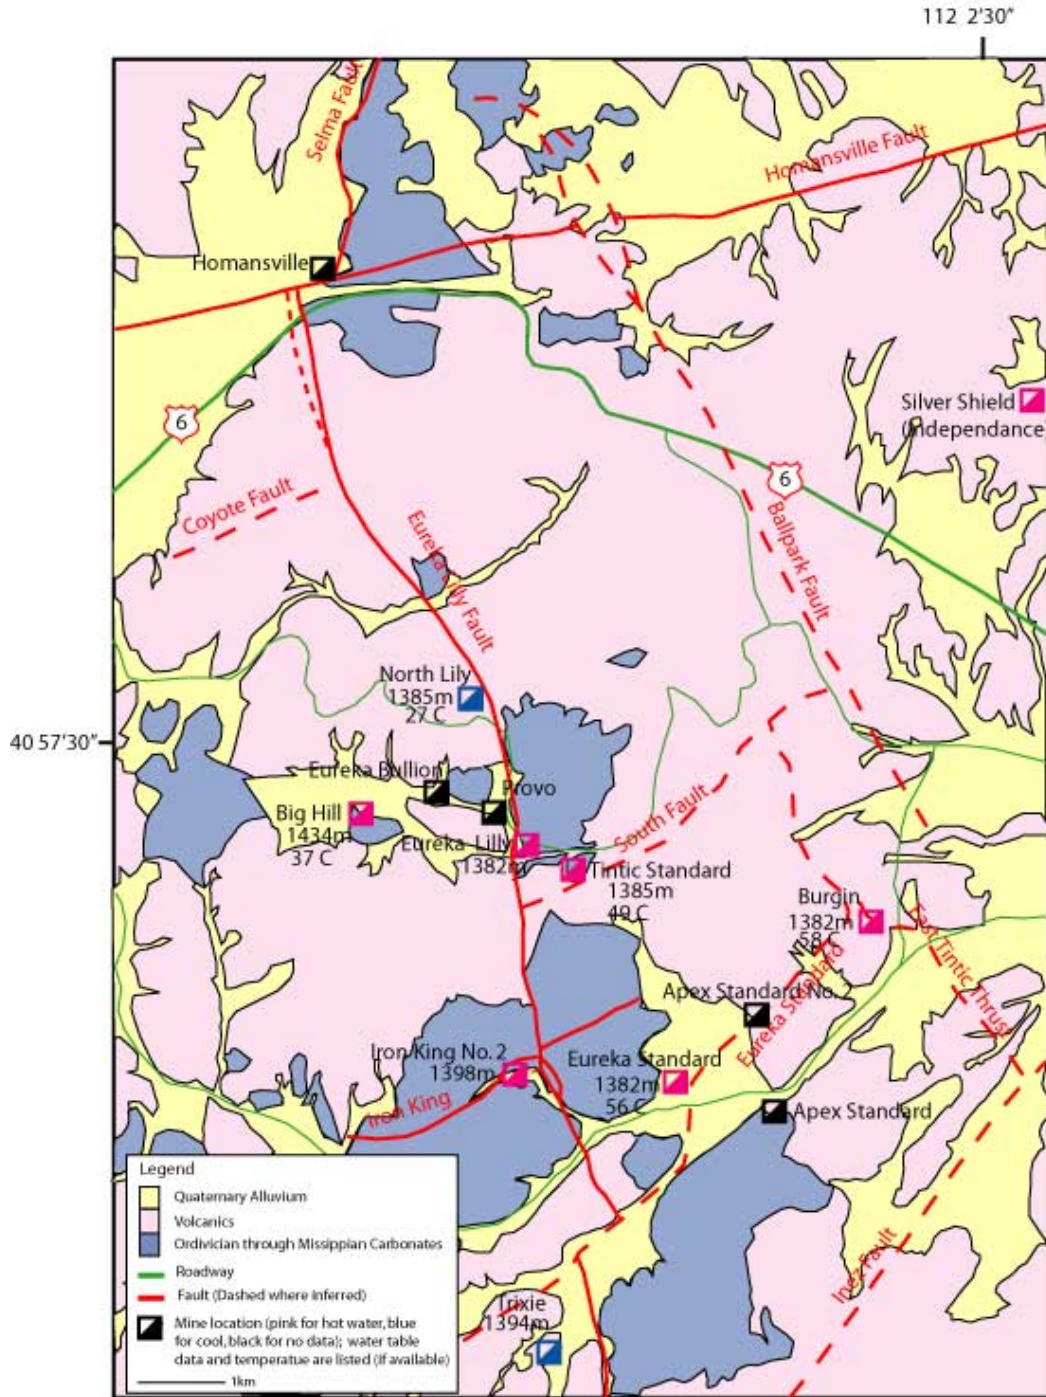 112 2'30"
Selma Fault
Homansville Fault
Homansville
6
Silver Shield
(Independance
6
Coyote Fault
Eureka Lily Fault
Ballpark Fault
North Lily
1385m
27 C
40 57'30"
Eureka Bullion
Provo
Big Hill
1434m
37 C
Eureka Lilly
1382m
South Fault
Tintic Standard
1385m
49 C
Burgin
1382m
58 C
East Tintic Thrust
Eureka Standard
Apex Standard No. 2
Iron King No. 2
1398m
Eureka Standard
1382m
56 C
Iron King
Apex Standard
Legend
Quaternary Alluvium
Volcanics
Ordivician through Missippian Carbonates
Roadway
Fault (Dashed where inferred)
Mine location (pink for hot water, blue
for cool, black for no data); water table
data and temperatue are listed (if available)
1km
Inez Fault
Trixie
1394m